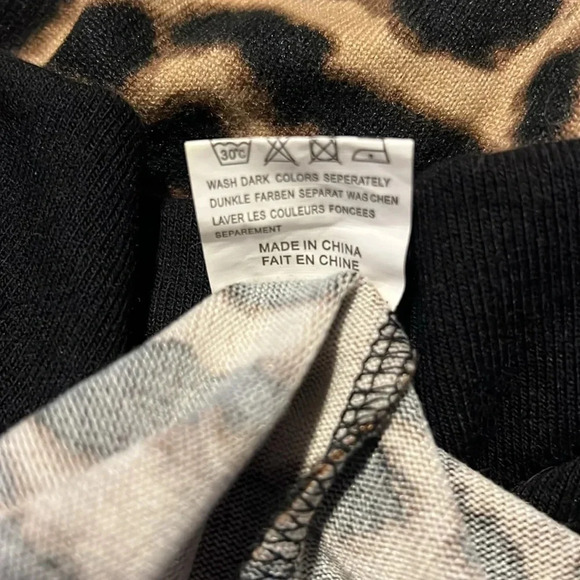 30℃
WASH DARK COLORS SEPERATELY
DUNKLE FARBEN SEPARAT WASCHEN
LAVER LES COULEURS FONCEES
SEPAREMENT
MADE IN CHINA
FAIT EN CHINE